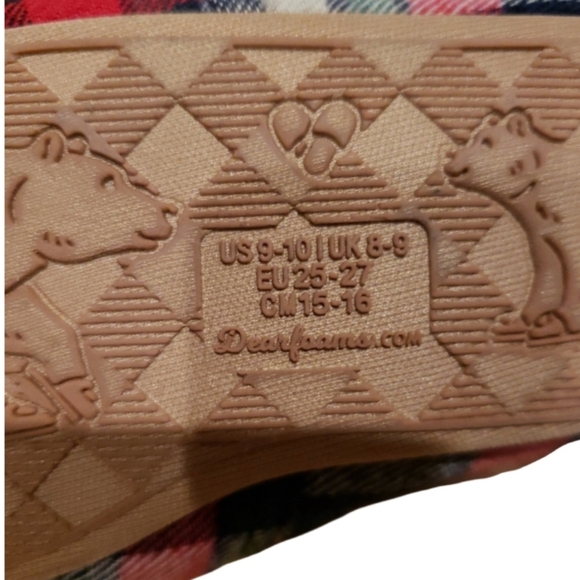 US 9-10 | UK 8-9
EU 25-27
CM 15-16
Dearfoams.COM